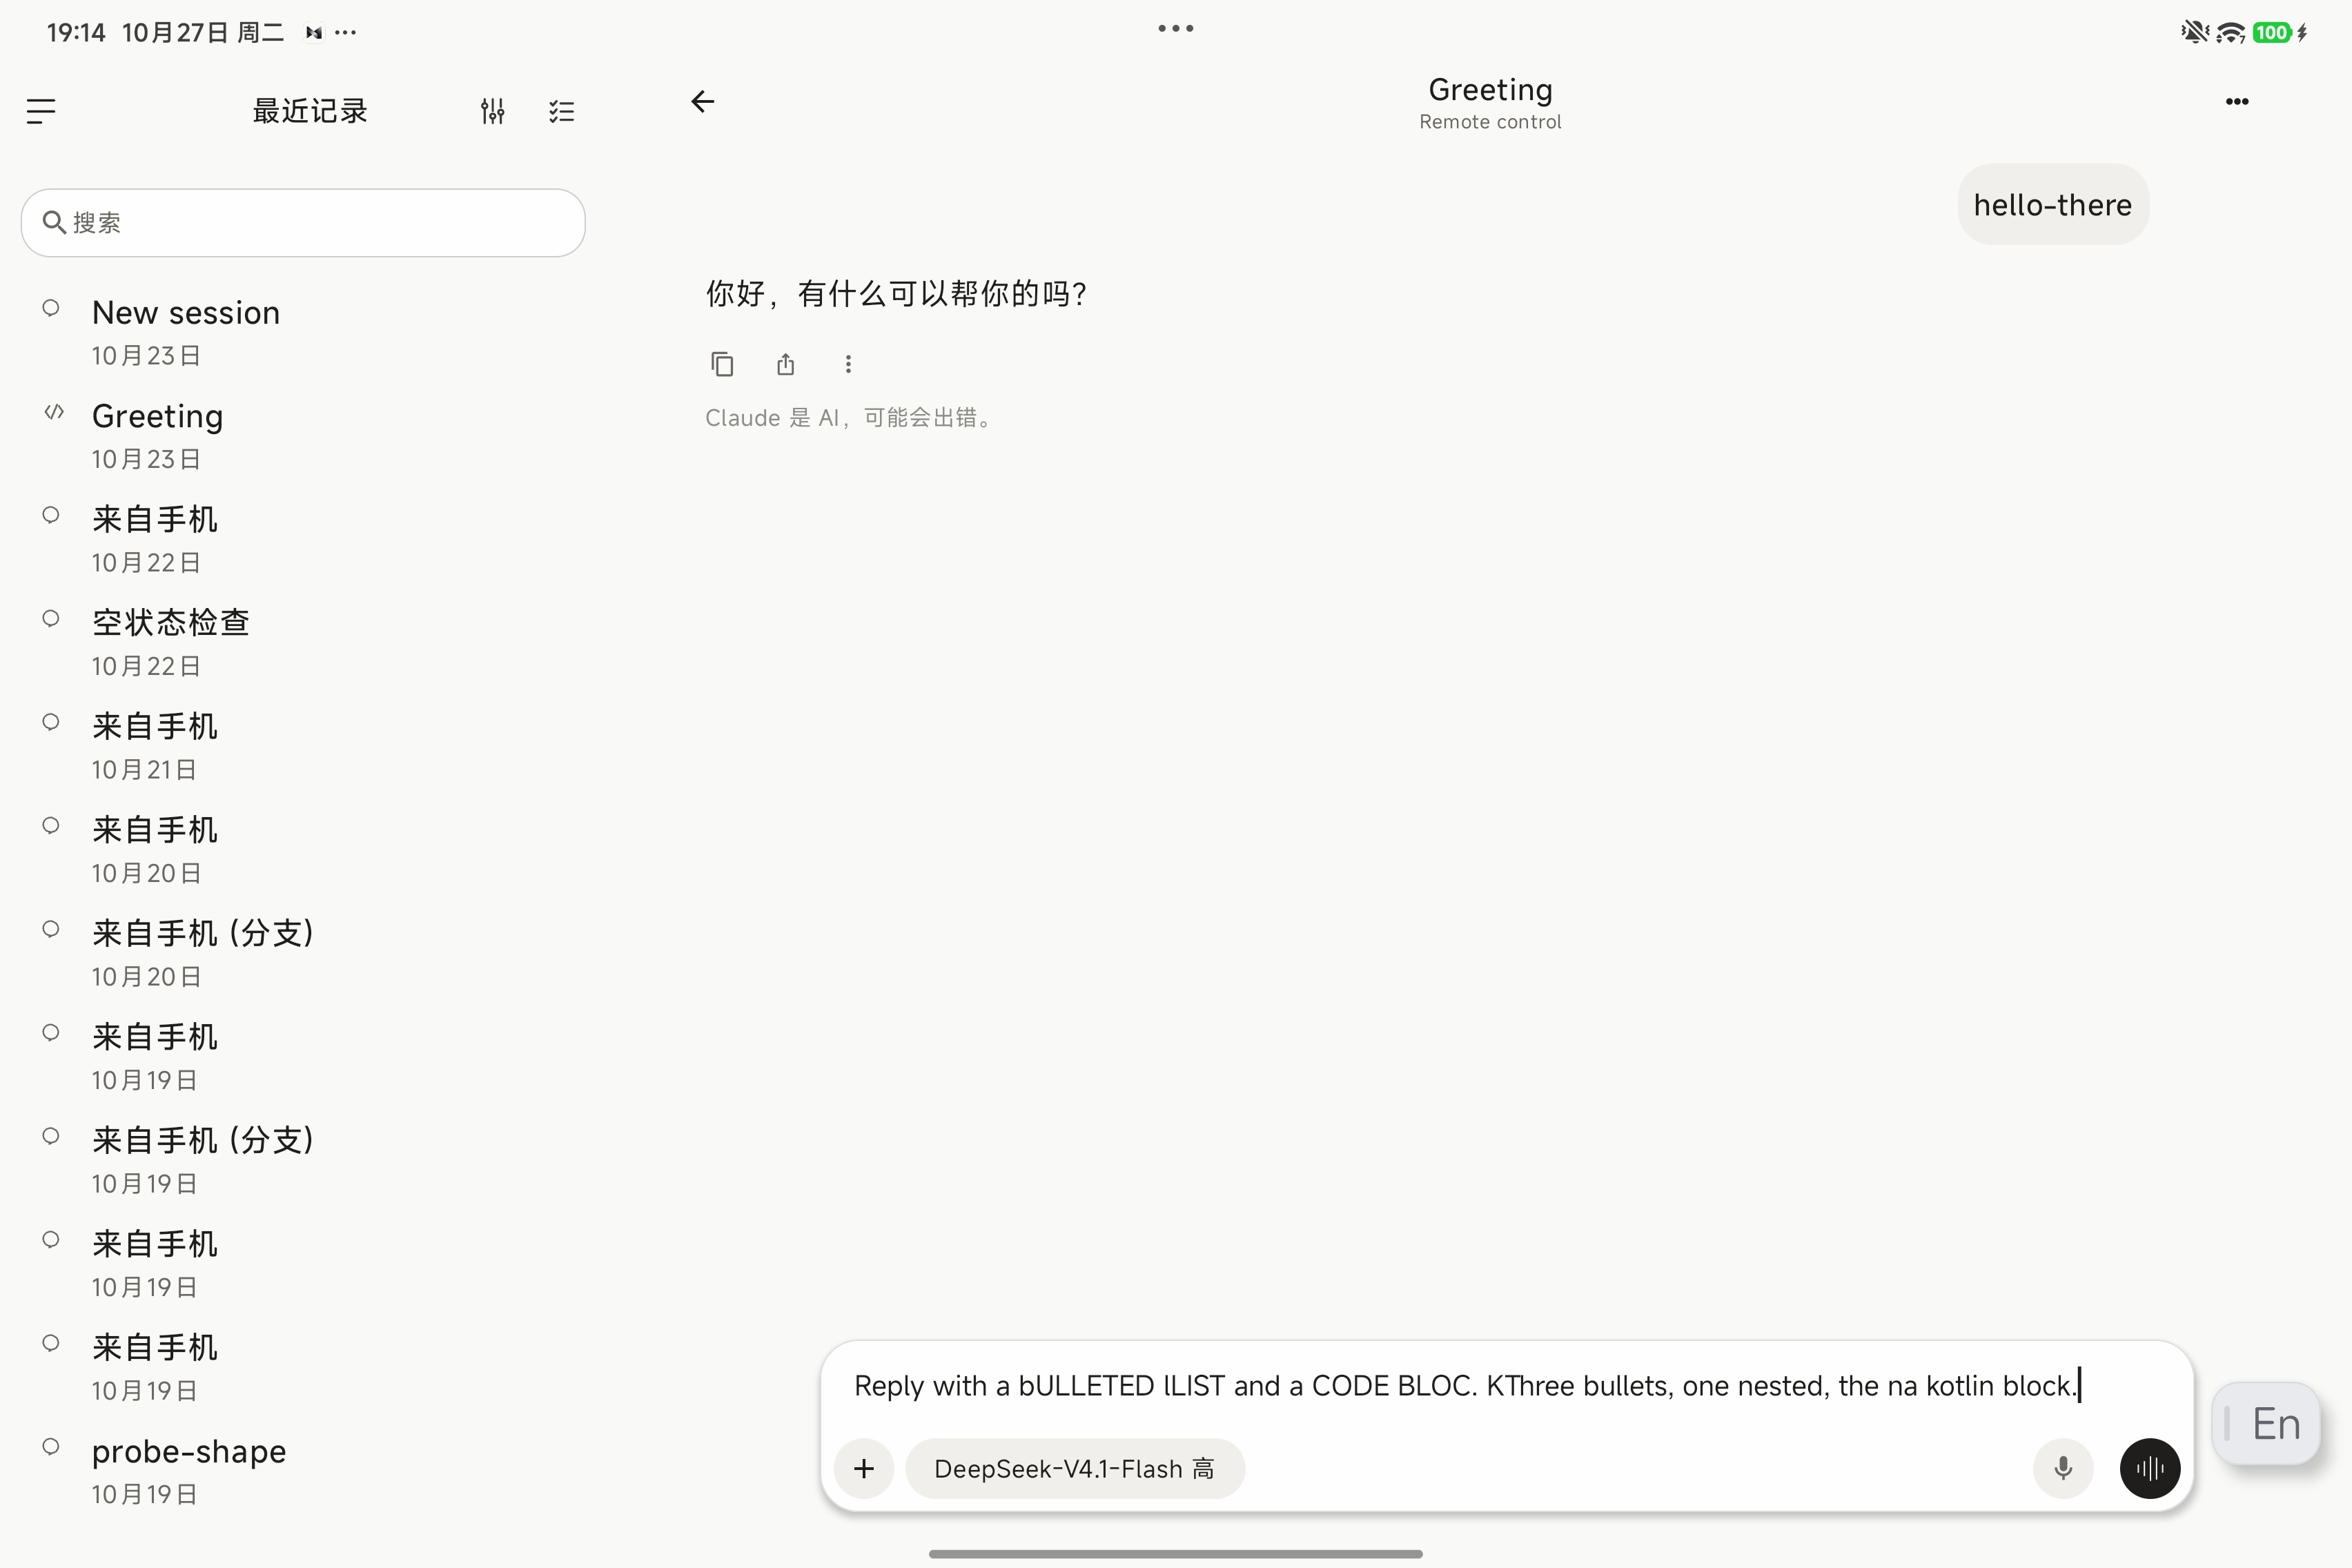 19:14 10月27日 周二
100
最近记录
搜索
New session
10月23日
Greeting
10月23日
来自手机
10月22日
空状态检查
10月22日
来自手机
10月21日
来自手机
10月20日
来自手机 (分支)
10月20日
来自手机
10月19日
来自手机 (分支)
10月19日
来自手机
10月19日
来自手机
10月19日
probe-shape
10月19日
Greeting
Remote control
hello-there
你好，有什么可以帮你的吗？
Claude 是 AI，可能会出错。
Reply with a bULLETED lLIST and a CODE BLOC. KThree bullets, one nested, the na kotlin block.
DeepSeek-V4.1-Flash 高
En